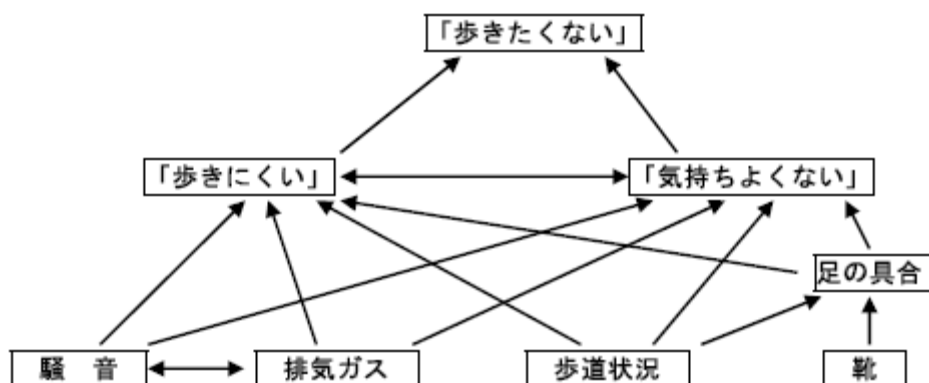 「歩きたくない」
「歩きにくい」
「気持ちよくない」
足の具合
騒　音
排気ガス
歩道状況
靴